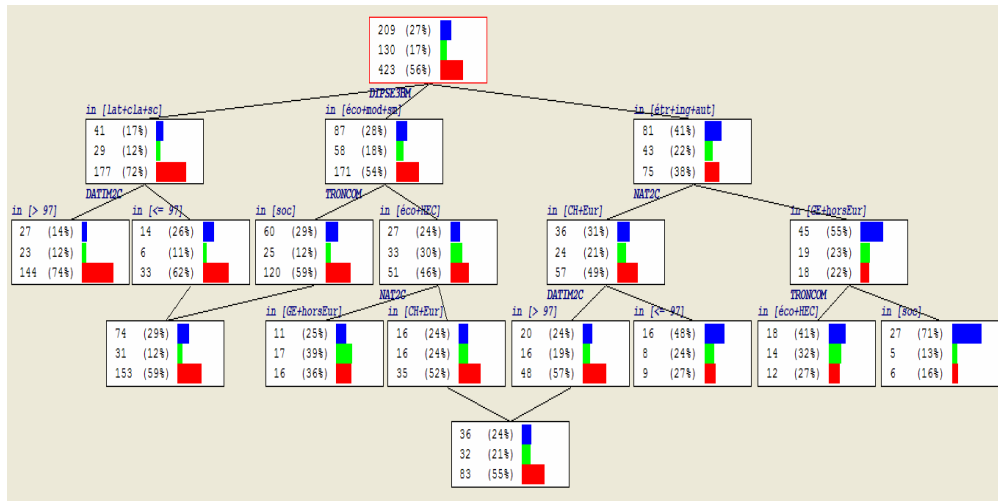 209 (27%)
130 (17%)
423 (56%)
DIPSE3BM
in [lat+cla+sc]
in [éco+mod+sm]
in [étr+ing+aut]
41 (17%)
29 (12%)
177 (72%)
87 (28%)
58 (18%)
171 (54%)
81 (41%)
43 (22%)
75 (38%)
DATIM2C
TRONCOM
NAT2C
in [> 97]
in [<= 97]
in [soc]
in [éco+HEC]
in [CH+Eur]
in [GE+horsEur]
27 (14%)
23 (12%)
144 (74%)
14 (26%)
6 (11%)
33 (62%)
60 (29%)
25 (12%)
120 (59%)
27 (24%)
33 (30%)
51 (46%)
36 (31%)
24 (21%)
57 (49%)
45 (55%)
19 (23%)
18 (22%)
NAT2C
DATIM2C
TRONCOM
in [GE+horsEur]
in [CH+Eur]
in [> 97]
in [<= 97]
in [éco+HEC]
in [soc]
74 (29%)
31 (12%)
153 (59%)
11 (25%)
17 (39%)
16 (36%)
16 (24%)
16 (24%)
35 (52%)
20 (24%)
16 (19%)
48 (57%)
16 (48%)
8 (24%)
9 (27%)
18 (41%)
14 (32%)
12 (27%)
27 (71%)
5 (13%)
6 (16%)
36 (24%)
32 (21%)
83 (55%)